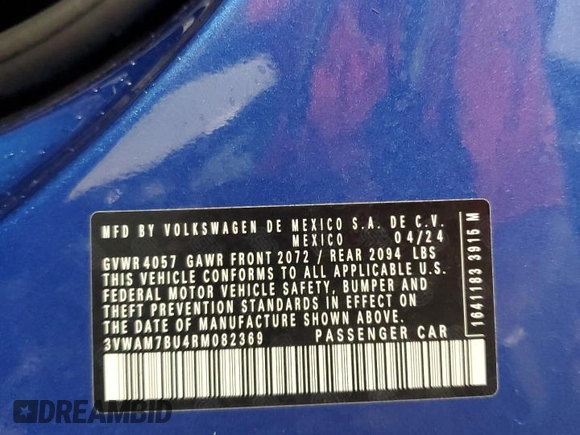 MFD. BY VOLKSWAGEN DE MEXICO S.A. DE C.V.
MEXICO 04/24
GVWR 4057 GAWR FRONT 2072 / REAR 2094 LBS
THIS VEHICLE CONFORMS TO ALL APPLICABLE U.S.
FEDERAL MOTOR VEHICLE SAFETY, BUMPER AND
THEFT PREVENTION STANDARDS IN EFFECT ON
THE DATE OF MANUFACTURE SHOWN ABOVE.
3VWAM7BU4RM082369 PASSENGER CAR
1641183 3915 M
DREAMBID